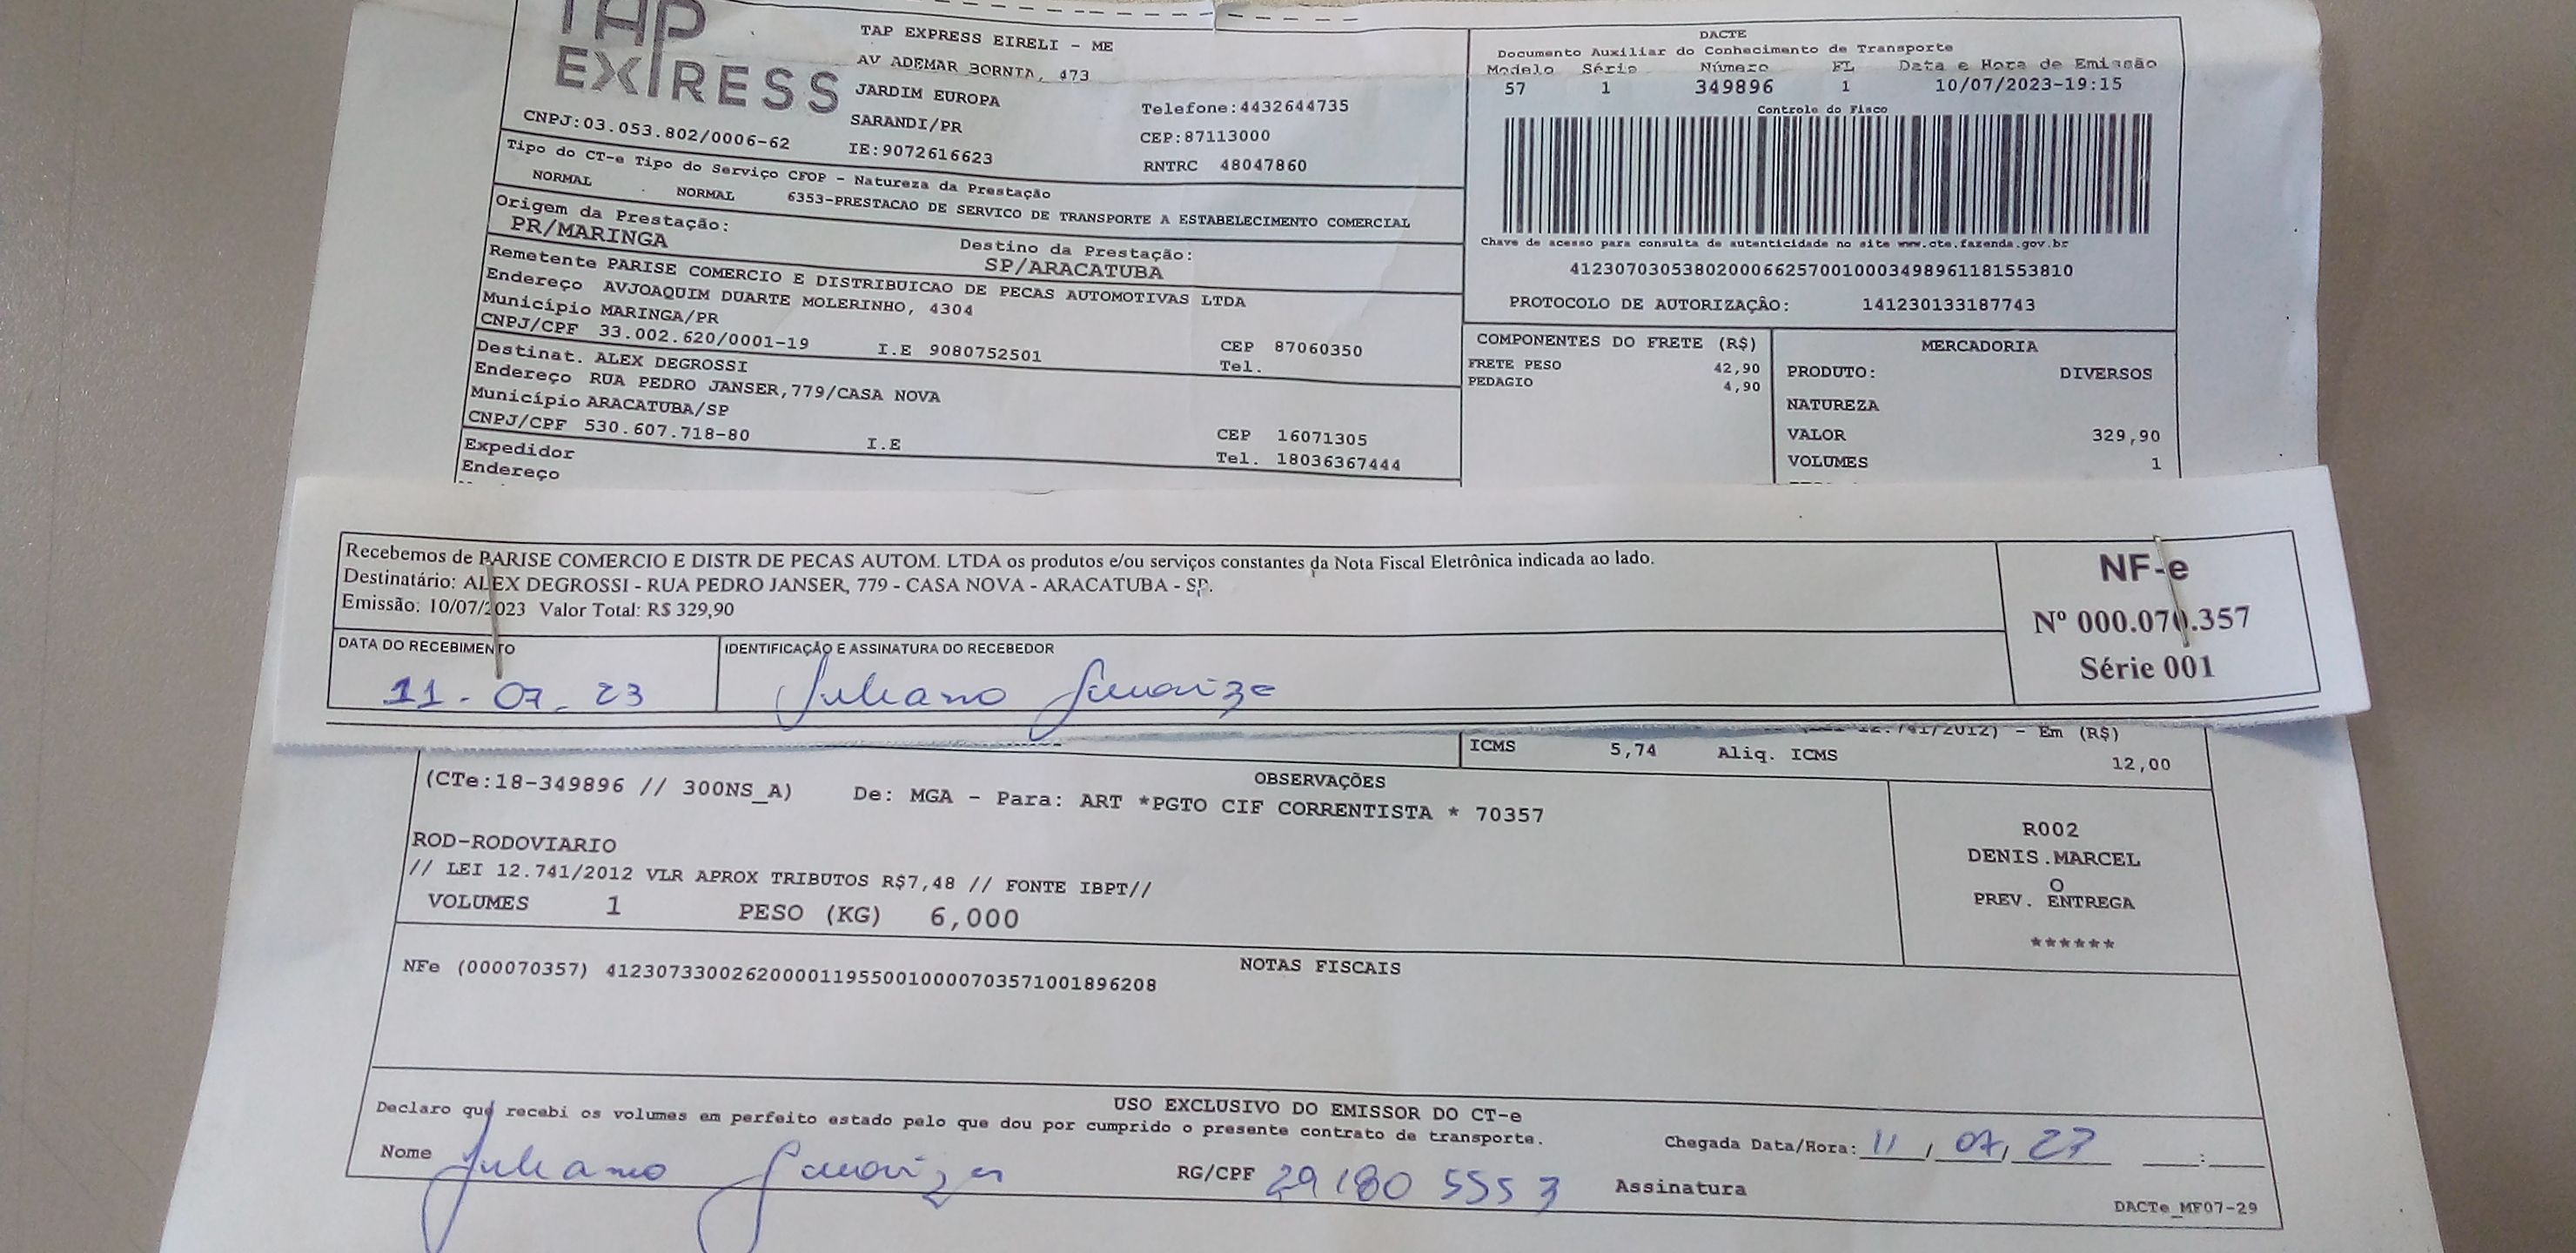 TAP
EXPRESS
TAP EXPRESS EIRELI - ME
AV ADEMAR BORNIA, 473
JARDIM EUROPA
SARANDI/PR
IE:9072616623
Telefone:4432644735
CEP:87113000
RNTRC 48047860
CNPJ:03.053.802/0006-62
Tipo do CT-e Tipo do Serviço CFOP - Natureza da Prestação
NORMAL NORMAL 6353-PRESTACAO DE SERVICO DE TRANSPORTE A ESTABELECIMENTO COMERCIAL
Origem da Prestação: Destino da Prestação:
PR/MARINGA SP/ARACATUBA
Remetente PARISE COMERCIO E DISTRIBUICAO DE PECAS AUTOMOTIVAS LTDA
Endereço AVJOAQUIM DUARTE MOLERINHO, 4304
Município MARINGA/PR CEP 87060350
CNPJ/CPF 33.002.620/0001-19 I.E 9080752501 Tel.
Destinat. ALEX DEGROSSI
Endereço RUA PEDRO JANSER,779/CASA NOVA
Município ARACATUBA/SP CEP 16071305
CNPJ/CPF 530.607.718-80 I.E Tel. 18036367444
Expedidor
Endereço
DACTE
Documento Auxiliar do Conhecimento de Transporte
Modelo Série Número FL Data e Hora de Emissão
57 1 349896 1 10/07/2023-19:15
Controle do Fisco
Chave de acesso para consulta de autenticidade no site www.cte.fazenda.gov.br
41230703053802000662570010003498961181553810
PROTOCOLO DE AUTORIZAÇÃO: 141230133187743
COMPONENTES DO FRETE (R$)
FRETE PESO 42,90
PEDAGIO 4,90
MERCADORIA
PRODUTO: DIVERSOS
NATUREZA
VALOR 329,90
VOLUMES 1
Recebemos de PARISE COMERCIO E DISTR DE PECAS AUTOM. LTDA os produtos e/ou serviços constantes da Nota Fiscal Eletrônica indicada ao lado.
Destinatário: ALEX DEGROSSI - RUA PEDRO JANSER, 779 - CASA NOVA - ARACATUBA - SP.
Emissão: 10/07/2023 Valor Total: R$ 329,90
DATA DO RECEBIMENTO
11-07-23
IDENTIFICAÇÃO E ASSINATURA DO RECEBEDOR
Juliano
NF-e
Nº 000.070.357
Série 001
12.741/2012) - Em (R$)
ICMS 5,74 Aliq. ICMS 12,00
OBSERVAÇÕES
(CTe:18-349896 // 300NS_A) De: MGA - Para: ART *PGTO CIF CORRENTISTA * 70357
ROD-RODOVIARIO
// LEI 12.741/2012 VLR APROX TRIBUTOS R$7,48 // FONTE IBPT//
VOLUMES 1 PESO (KG) 6,000
R002
DENIS.MARCEL
O
PREV. ENTREGA
******
NOTAS FISCAIS
NFe (000070357) 41230733002620000119550010000703571001896208
USO EXCLUSIVO DO EMISSOR DO CT-e
Declaro que recebi os volumes em perfeito estado pelo que dou por cumprido o presente contrato de transporte.
Nome Juliano
RG/CPF 29180 5553
Chegada Data/Hora: 11/07/23 __:__
Assinatura
DACTe_MF07-29